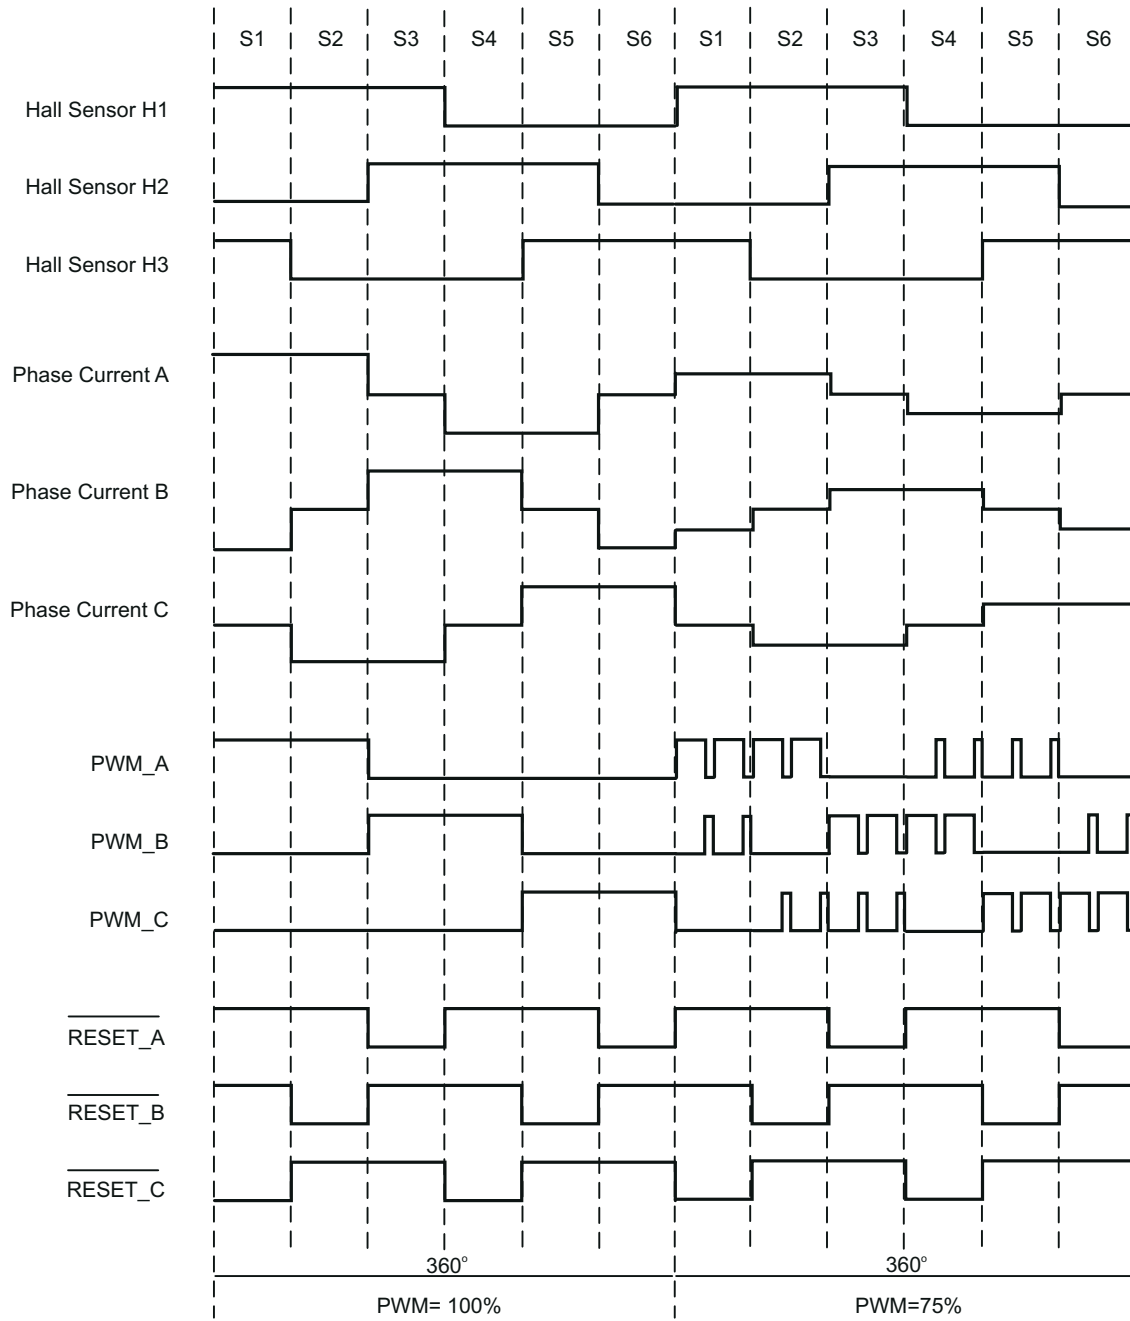 S1 S2 S3 S4 S5 S6 S1 S2 S3 S4 S5 S6
Hall Sensor H1
Hall Sensor H2
Hall Sensor H3
Phase Current A
Phase Current B
Phase Current C
PWM_A
PWM_B
PWM_C
RESET_A
RESET_B
RESET_C
360° 360°
PWM= 100% PWM=75%